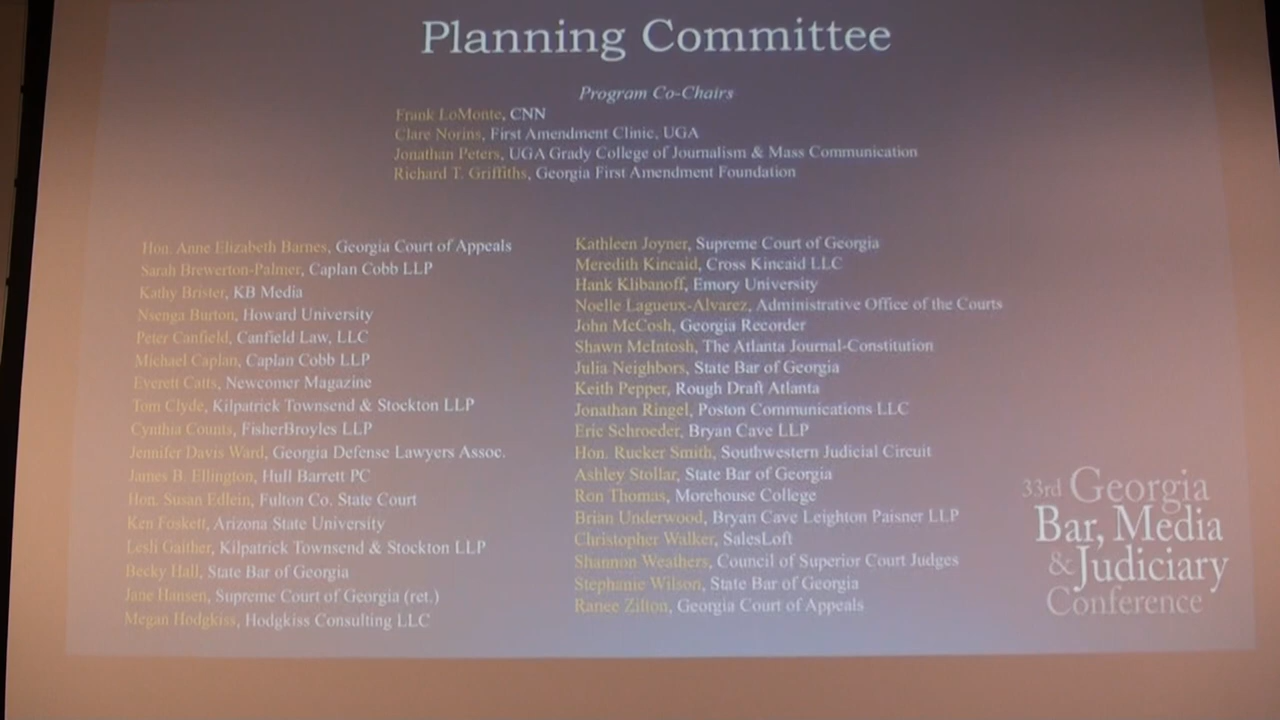 Planning Committee
Program Co-Chairs
Frank LoMonte, CNN
Clare Norins, First Amendment Clinic, UGA
Jonathan Peters, UGA Grady College of Journalism & Mass Communication
Richard T. Griffiths, Georgia First Amendment Foundation
Hon. Anne Elizabeth Barnes, Georgia Court of Appeals
Sarah Brewerton-Palmer, Caplan Cobb LLP
Kathy Brister, KB Media
Nsenga Burton, Howard University
Peter Canfield, Canfield Law, LLC
Michael Caplan, Caplan Cobb LLP
Everett Catts, Newcomer Magazine
Tom Clyde, Kilpatrick Townsend & Stockton LLP
Cynthia Counts, FisherBroyles LLP
Jennifer Davis Ward, Georgia Defense Lawyers Assoc.
James B. Ellington, Hull Barrett PC
Hon. Susan Edlein, Fulton Co. State Court
Ken Foskett, Arizona State University
Lesli Gaither, Kilpatrick Townsend & Stockton LLP
Becky Hall, State Bar of Georgia
Jane Hansen, Supreme Court of Georgia (ret.)
Megan Hodgkiss, Hodgkiss Consulting LLC
Kathleen Joyner, Supreme Court of Georgia
Meredith Kincaid, Cross Kincaid LLC
Hank Klibanoff, Emory University
Noelle Lagueux-Alvarez, Administrative Office of the Courts
John McCosh, Georgia Recorder
Shawn McIntosh, The Atlanta Journal-Constitution
Julia Neighbors, State Bar of Georgia
Keith Pepper, Rough Draft Atlanta
Jonathan Ringel, Poston Communications LLC
Eric Schroeder, Bryan Cave LLP
Hon. Rucker Smith, Southwestern Judicial Circuit
Ashley Stollar, State Bar of Georgia
Ron Thomas, Morehouse College
Brian Underwood, Bryan Cave Leighton Paisner LLP
Christopher Walker, SalesLoft
Shannon Weathers, Council of Superior Court Judges
Stephanie Wilson, State Bar of Georgia
Ranee Zilton, Georgia Court of Appeals
33rd Georgia
Bar, Media
& Judiciary
Conference